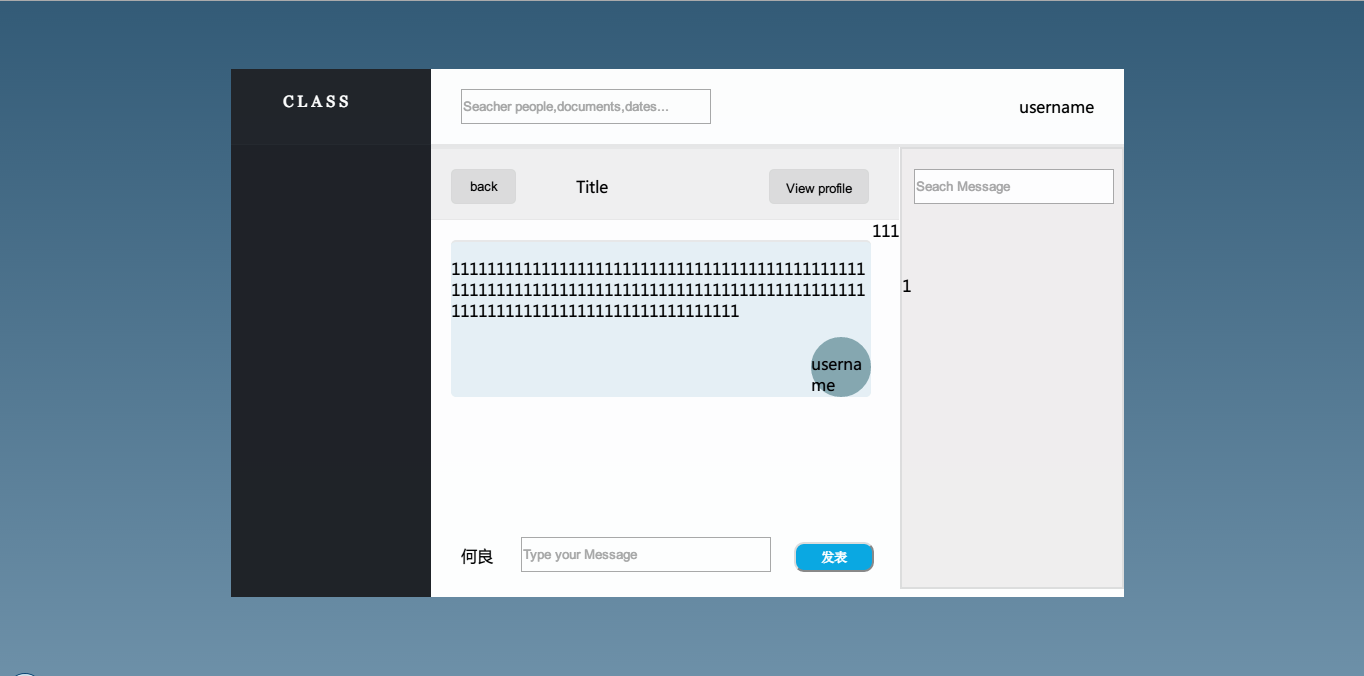 CLASS
Seacher people,documents,dates...
username
back
Title
View profile
Seach Message
111
1111111111111111111111111111111111111111111111
1111111111111111111111111111111111111111111111
11111111111111111111111111111111
1
userna
me
何良
Type your Message
发表